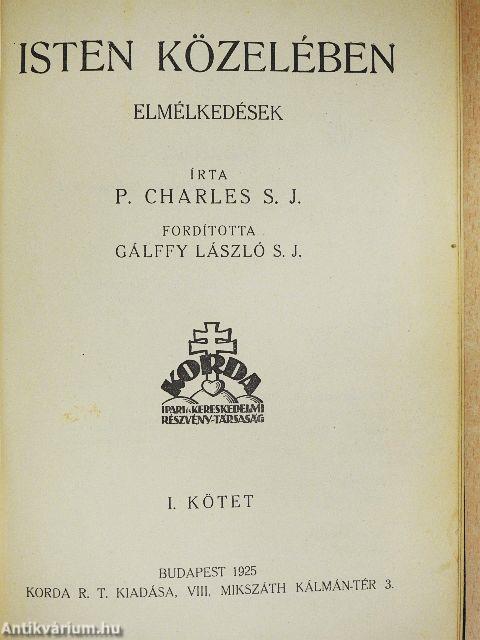 ISTEN KÖZELÉBEN
ELMÉLKEDÉSEK
ÍRTA
P. CHARLES S. J.
FORDÍTOTTA
GÁLFFY LÁSZLÓ S. J.
KORDA
IPARI és KERESKEDELMI
RÉSZVÉNY-TÁRSASÁG
I. KÖTET
BUDAPEST 1925
KORDA R. T. KIADÁSA, VIII, MIKSZÁTH KÁLMÁN-TÉR 3.
Antikvárium.hu